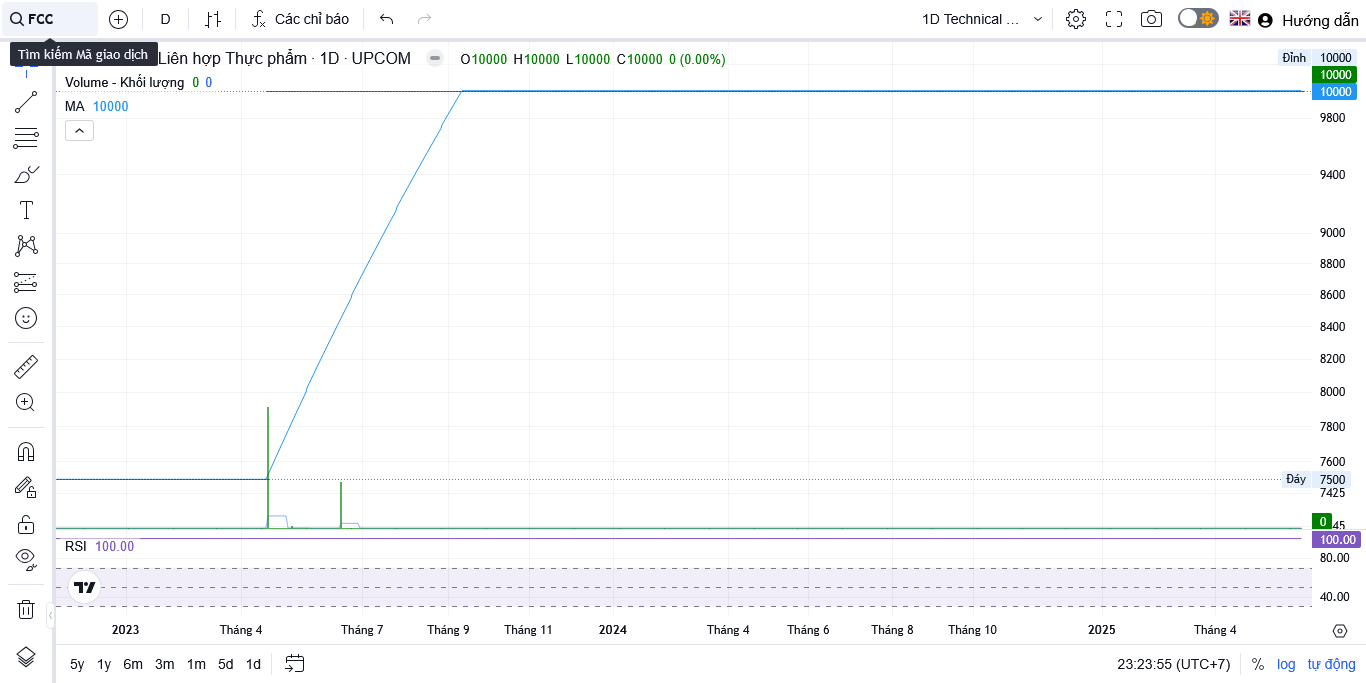 FCC
D
Các chỉ báo
1D Technical ...
Hướng dẫn
Tìm kiếm Mã giao dịch
Liên hợp Thực phẩm · 1D · UPCOM
O10000 H10000 L10000 C10000 0 (0.00%)
Volume - Khối lượng 0 0
MA 10000
Đỉnh 10000
10000
10000
9800
9400
9000
8800
8600
8400
8200
8000
7800
7600
Đáy 7500
7425
0
45
RSI 100.00
100.00
80.00
40.00
2023 Tháng 4 Tháng 7 Tháng 9 Tháng 11 2024 Tháng 4 Tháng 6 Tháng 8 Tháng 10 2025 Tháng 4
5y 1y 6m 3m 1m 5d 1d
23:23:55 (UTC+7) % log tự động